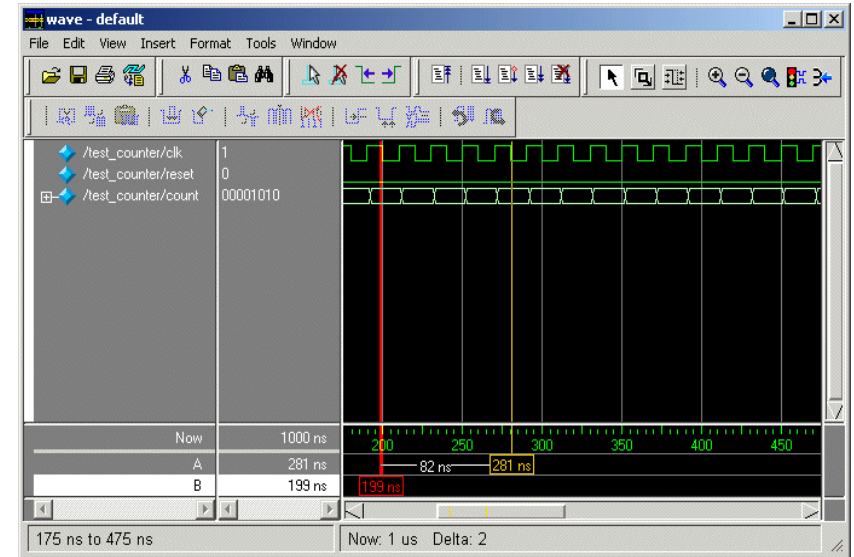 wave - default
File Edit View Insert Format Tools Window
/test_counter/clk 1
/test_counter/reset 0
/test_counter/count 00001010
Now 1000 ns 200 250 300 350 400 450
A 281 ns 82 ns 281 ns
B 199 ns 199 ns
175 ns to 475 ns Now: 1 us Delta: 2